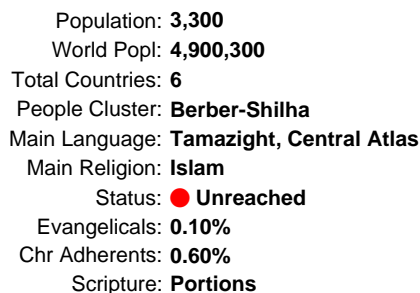 Population: 3,300
World Popl: 4,900,300
Total Countries: 6
People Cluster: Berber-Shilha
Main Language: Tamazight, Central Atlas
Main Religion: Islam
Status: Unreached
Evangelicals: 0.10%
Chr Adherents: 0.60%
Scripture: Portions